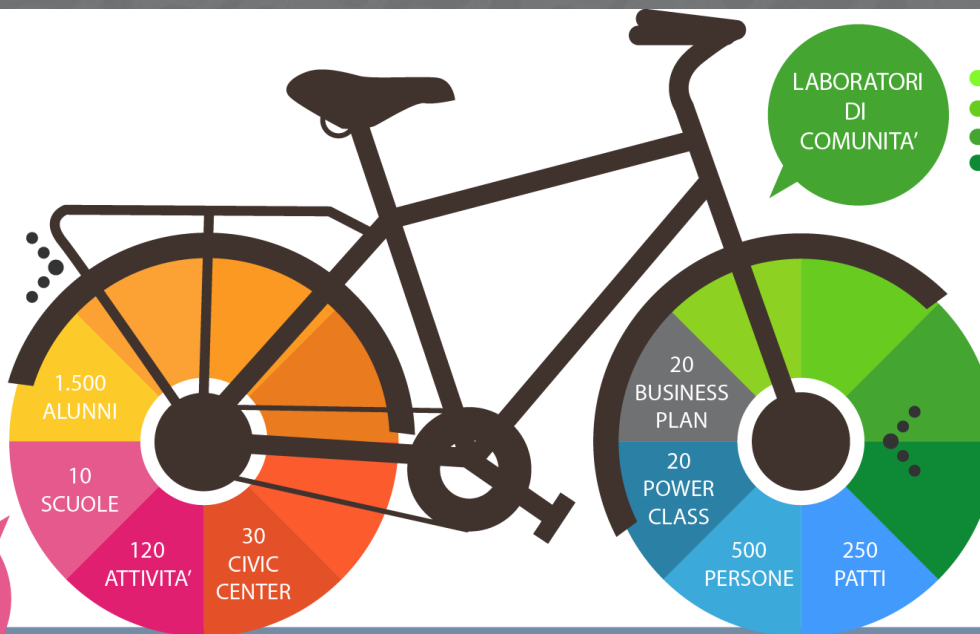 LABORATORI
DI
COMUNITA'
1.500
ALUNNI
10
SCUOLE
120
ATTIVITA'
30
CIVIC
CENTER
20
BUSINESS
PLAN
20
POWER
CLASS
500
PERSONE
250
PATTI